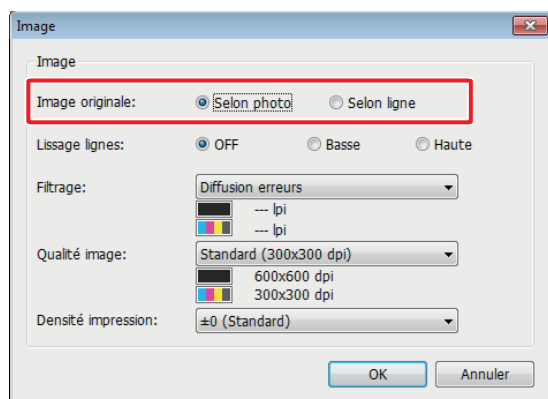 Image
Image
Image originale: Selon photo Selon ligne
Lissage lignes: OFF Basse Haute
Filtrage: Diffusion erreurs
--- lpi
--- lpi
Qualité image: Standard (300x300 dpi)
600x600 dpi
300x300 dpi
Densité impression: ±0 (Standard)
OK Annuler